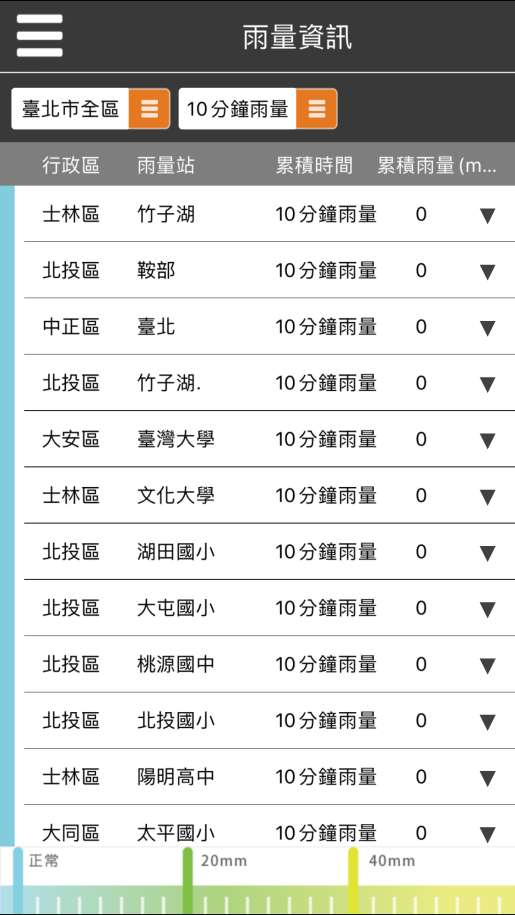 雨量資訊
臺北市全區 10分鐘雨量
行政區 雨量站 累積時間 累積雨量(m...
士林區 竹子湖 10分鐘雨量 0
北投區 鞍部 10分鐘雨量 0
中正區 臺北 10分鐘雨量 0
北投區 竹子湖. 10分鐘雨量 0
大安區 臺灣大學 10分鐘雨量 0
士林區 文化大學 10分鐘雨量 0
北投區 湖田國小 10分鐘雨量 0
北投區 大屯國小 10分鐘雨量 0
北投區 桃源國中 10分鐘雨量 0
北投區 北投國小 10分鐘雨量 0
士林區 陽明高中 10分鐘雨量 0
大同區 太平國小 10分鐘雨量 0
正常 20mm 40mm